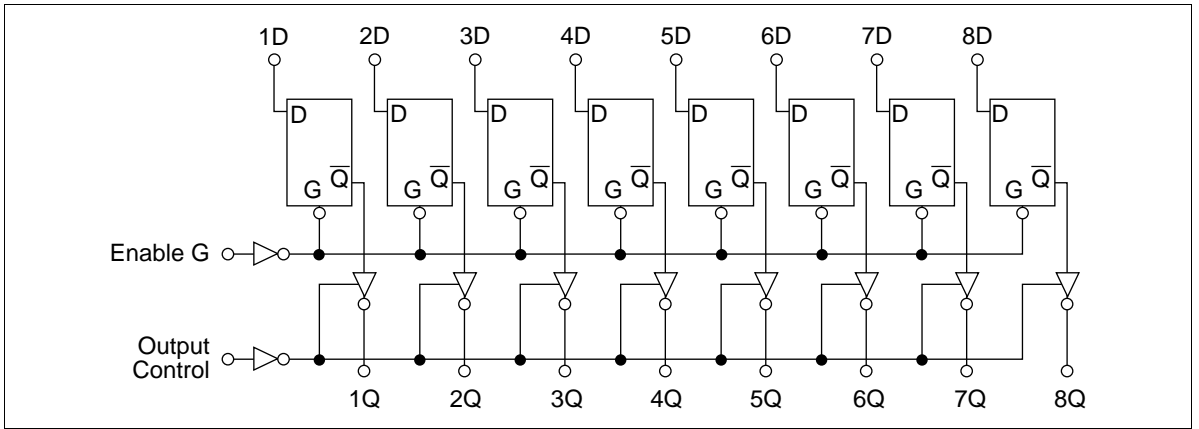 1D 2D 3D 4D 5D 6D 7D 8D
D D D D D D D D
Q̅ Q̅ Q̅ Q̅ Q̅ Q̅ Q̅ Q̅
G G G G G G G G
Enable G
Output
Control
1Q 2Q 3Q 4Q 5Q 6Q 7Q 8Q